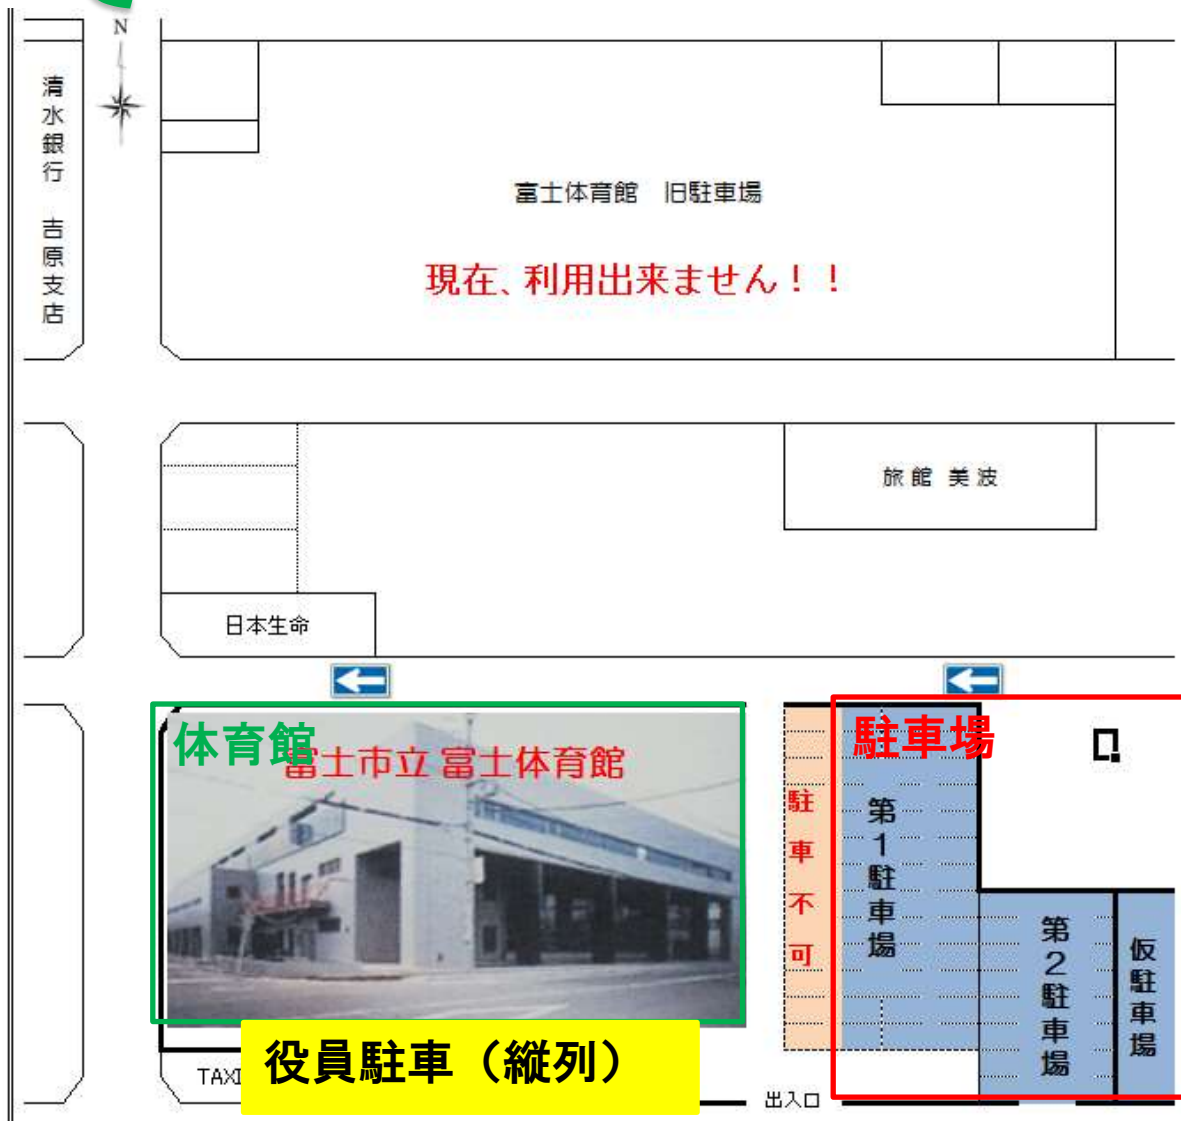 N
清水銀行 吉原支店
富士体育館 旧駐車場
現在、利用出来ません！！
旅館 美波
日本生命
体育館
富士市立 富士体育館
駐車場
駐車不可
第1駐車場
第2駐車場
仮駐車場
役員駐車（縦列）
TAXI
出入口